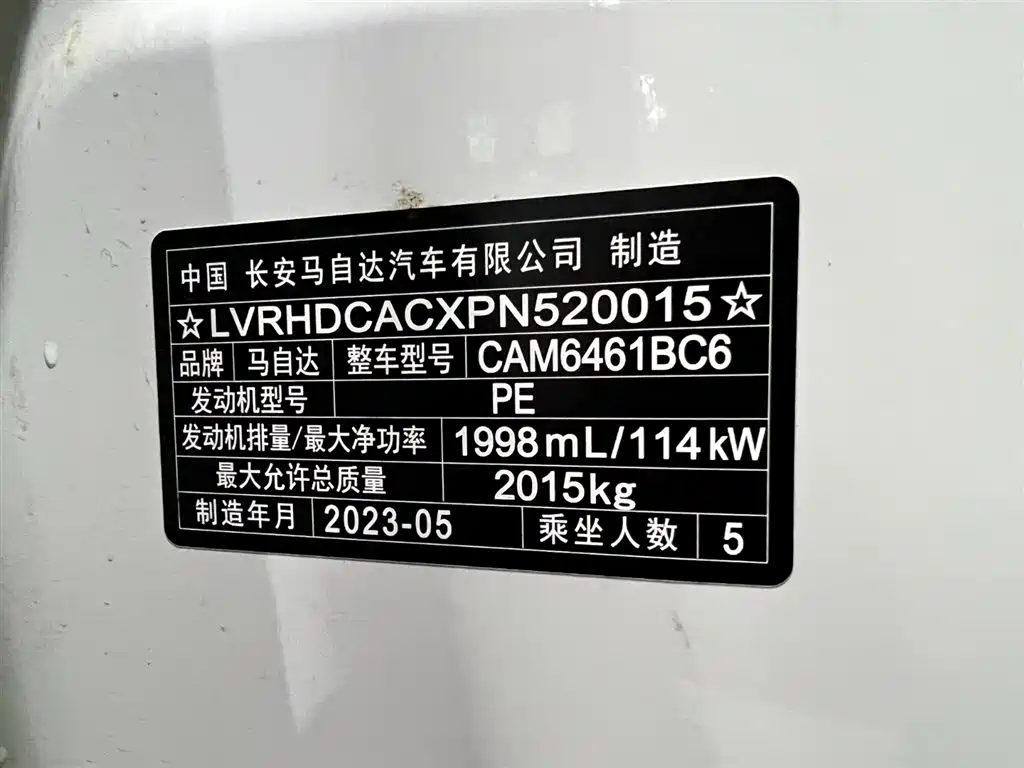 中国 长安马自达汽车有限公司 制造
☆LVRHDCACXPN520015☆
品牌 马自达 整车型号 CAM6461BC6
发动机型号 PE
发动机排量/最大净功率 1998mL/114kW
最大允许总质量 2015kg
制造年月 2023-05 乘坐人数 5